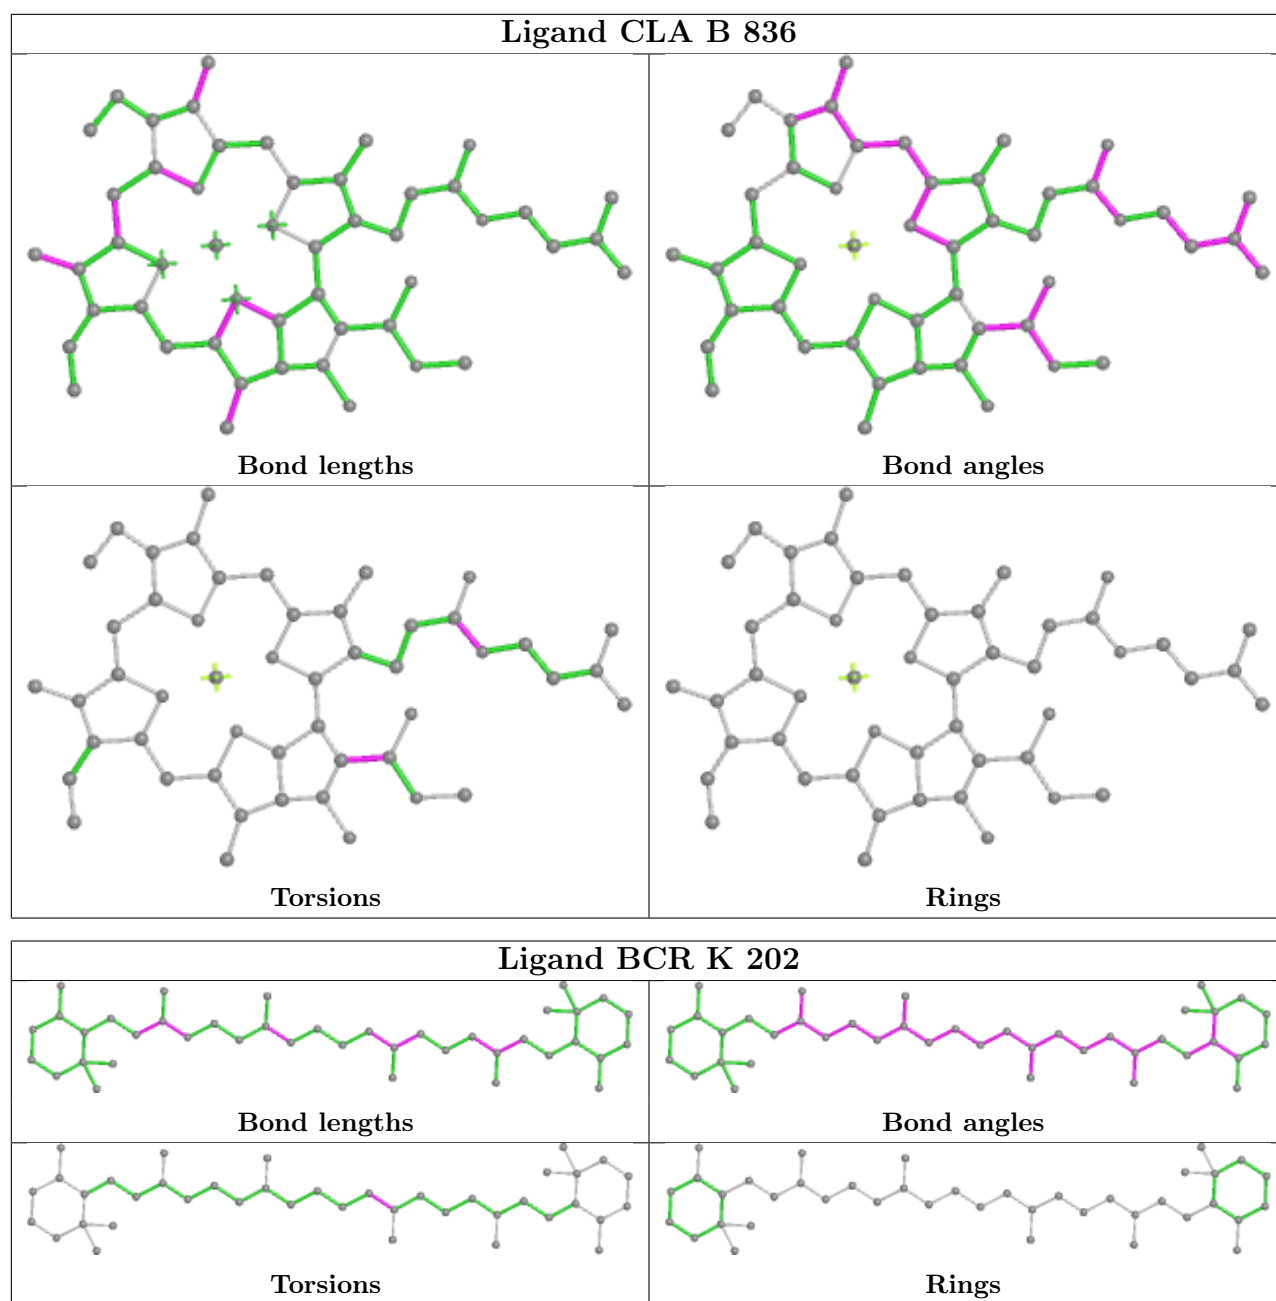 Ligand CLA B 836
Bond lengths
Bond angles
Torsions
Rings
Ligand BCR K 202
Bond lengths
Bond angles
Torsions
Rings